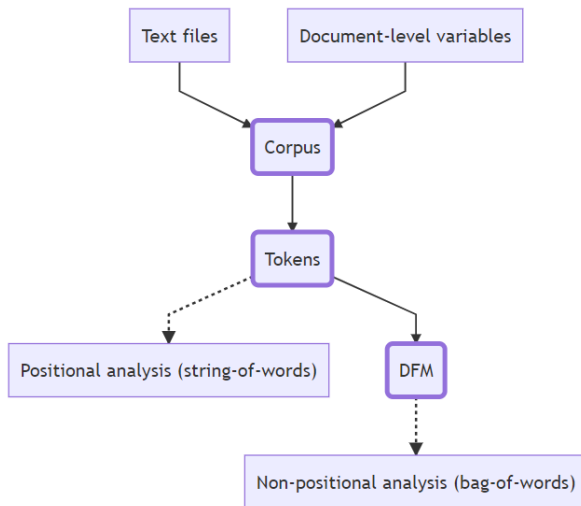 Text files
Document-level variables
Corpus
Tokens
Positional analysis (string-of-words)
DFM
Non-positional analysis (bag-of-words)